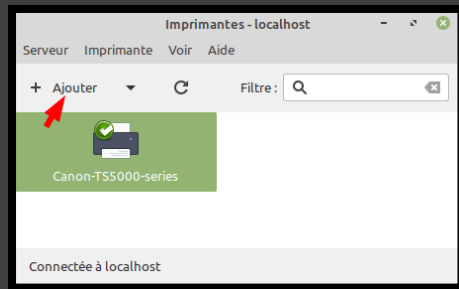 Imprimantes - localhost
Serveur Imprimante Voir Aide
+ Ajouter Filtre :
Canon-TS5000-series
Connectée à localhost